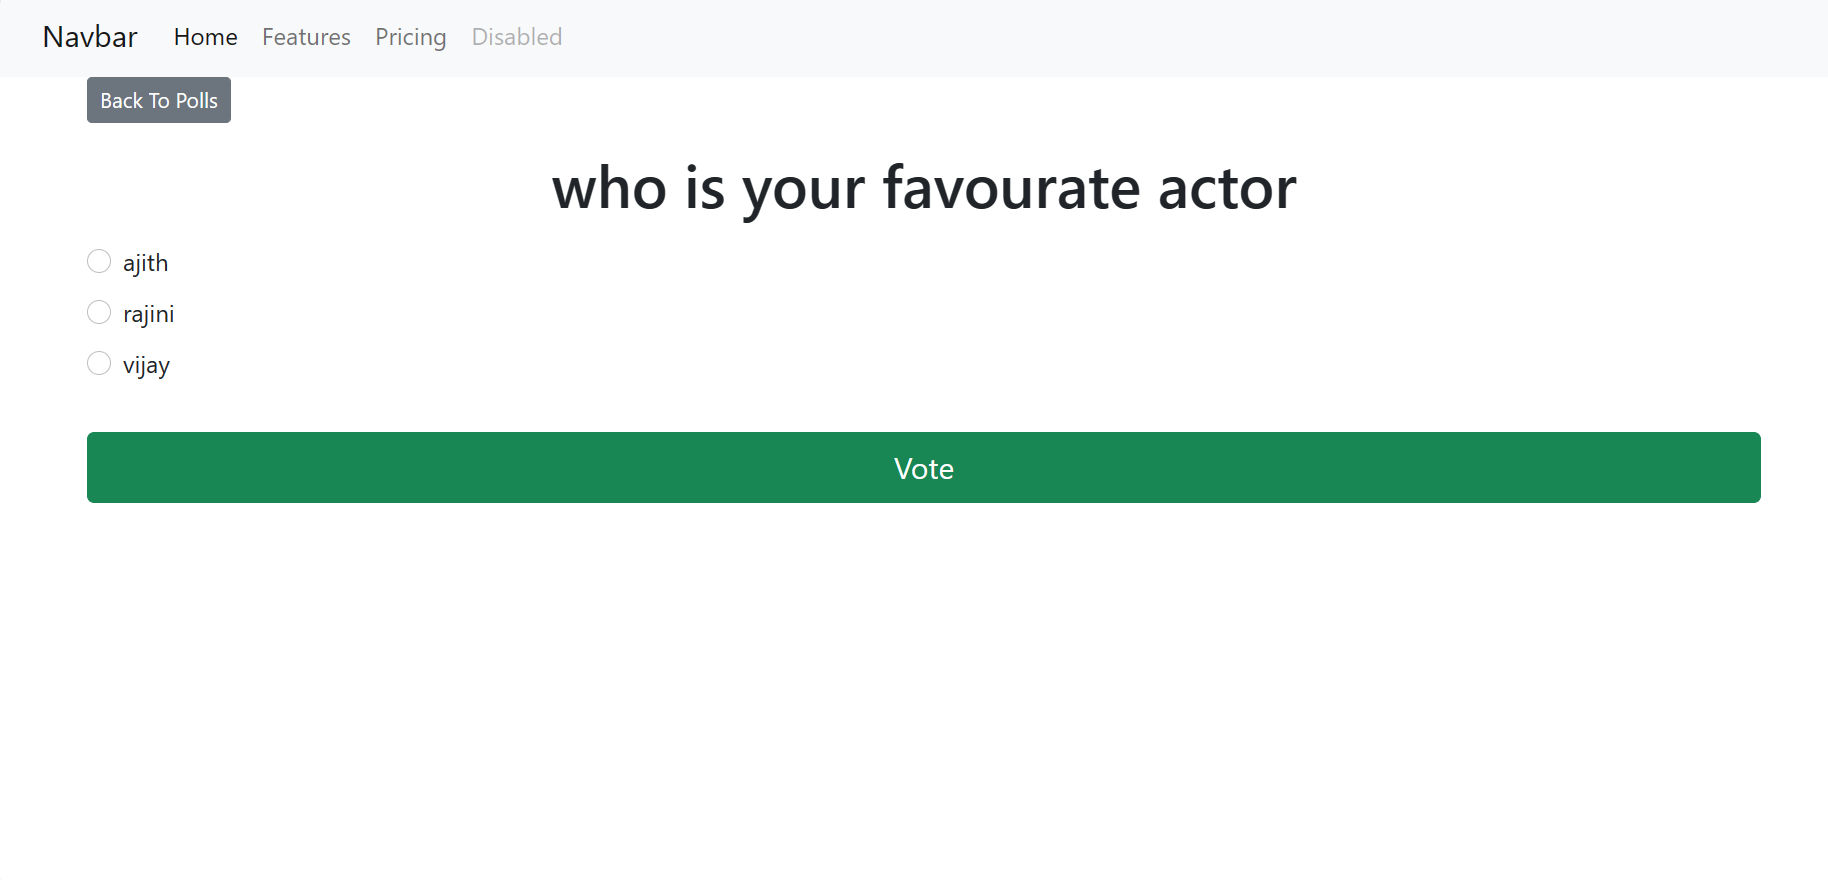 Navbar Home Features Pricing Disabled
Back To Polls
who is your favourate actor
ajith
rajini
vijay
Vote